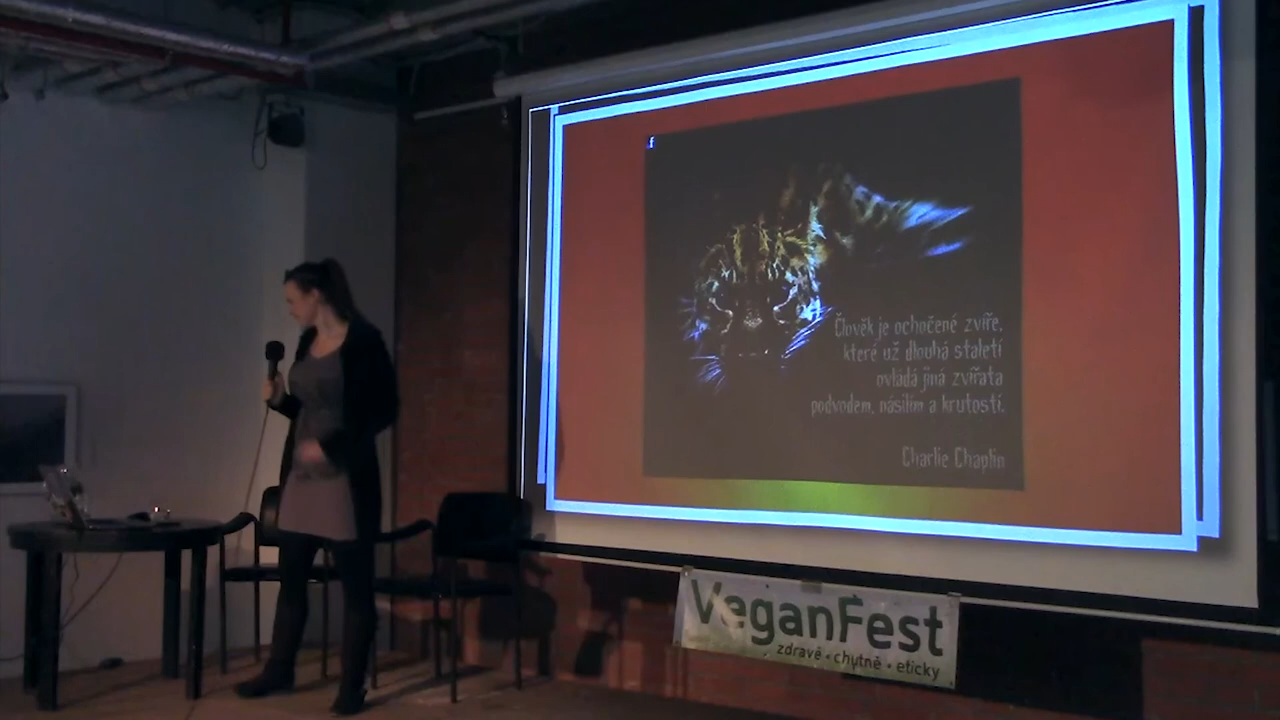 f
Člověk je ochočené zvíře,
které už dlouhá staletí
ovládá jiná zvířata
podvodem, násilím a krutostí.
Charlie Chaplin
VeganFest
zdravě • chutně • eticky